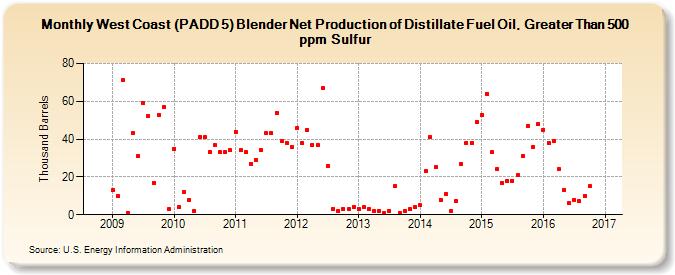 Monthly West Coast (PADD 5) Blender Net Production of Distillate Fuel Oil, Greater Than 500
ppm Sulfur
Thousand Barrels
80
60
40
20
0
2009 2010 2011 2012 2013 2014 2015 2016 2017
Source: U.S. Energy Information Administration